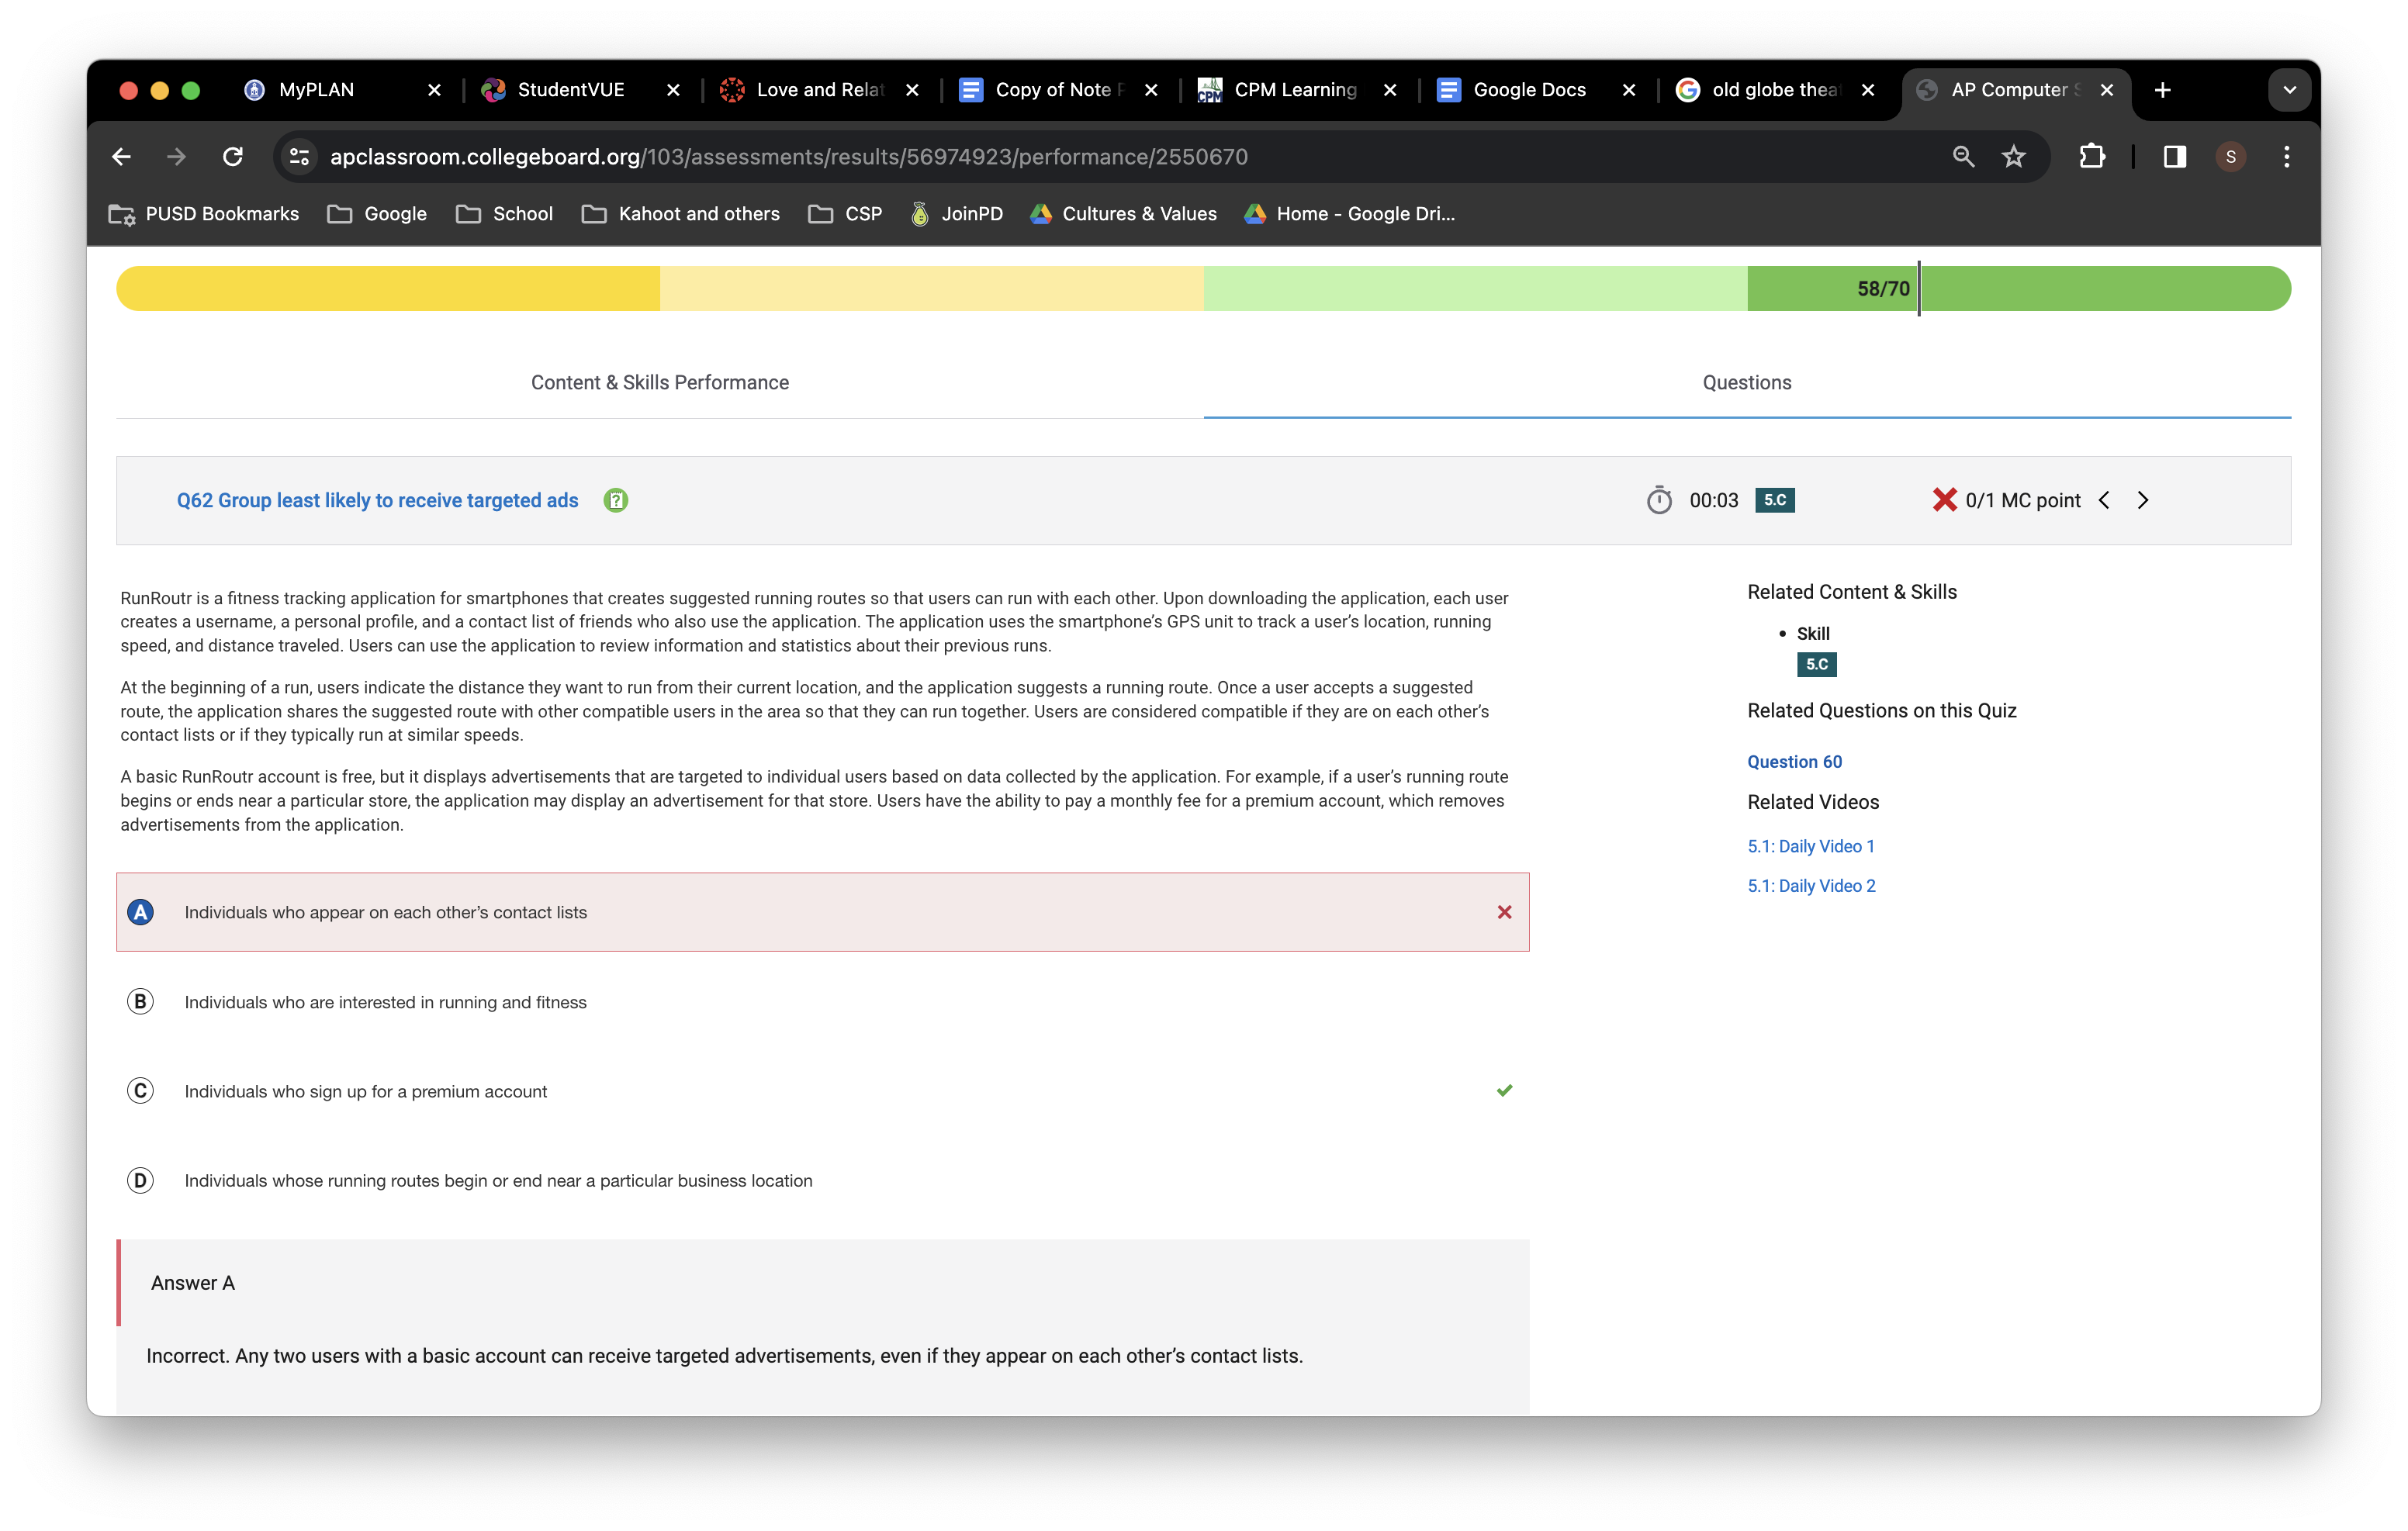 MyPLAN
StudentVUE
Love and Relat
Copy of Note P
CPM Learning
Google Docs
old globe theat
AP Computer S
apclassroom.collegeboard.org/103/assessments/results/56974923/performance/2550670
S
PUSD Bookmarks
Google
School
Kahoot and others
CSP
JoinPD
Cultures & Values
Home - Google Dri...
58/70
Content & Skills Performance
Questions
Q62 Group least likely to receive targeted ads
00:03
5.C
0/1 MC point
RunRoutr is a fitness tracking application for smartphones that creates suggested running routes so that users can run with each other. Upon downloading the application, each user
creates a username, a personal profile, and a contact list of friends who also use the application. The application uses the smartphone’s GPS unit to track a user’s location, running
speed, and distance traveled. Users can use the application to review information and statistics about their previous runs.
At the beginning of a run, users indicate the distance they want to run from their current location, and the application suggests a running route. Once a user accepts a suggested
route, the application shares the suggested route with other compatible users in the area so that they can run together. Users are considered compatible if they are on each other’s
contact lists or if they typically run at similar speeds.
A basic RunRoutr account is free, but it displays advertisements that are targeted to individual users based on data collected by the application. For example, if a user’s running route
begins or ends near a particular store, the application may display an advertisement for that store. Users have the ability to pay a monthly fee for a premium account, which removes
advertisements from the application.
A Individuals who appear on each other’s contact lists
B Individuals who are interested in running and fitness
C Individuals who sign up for a premium account
D Individuals whose running routes begin or end near a particular business location
Answer A
Incorrect. Any two users with a basic account can receive targeted advertisements, even if they appear on each other’s contact lists.
Related Content & Skills
Skill
5.C
Related Questions on this Quiz
Question 60
Related Videos
5.1: Daily Video 1
5.1: Daily Video 2